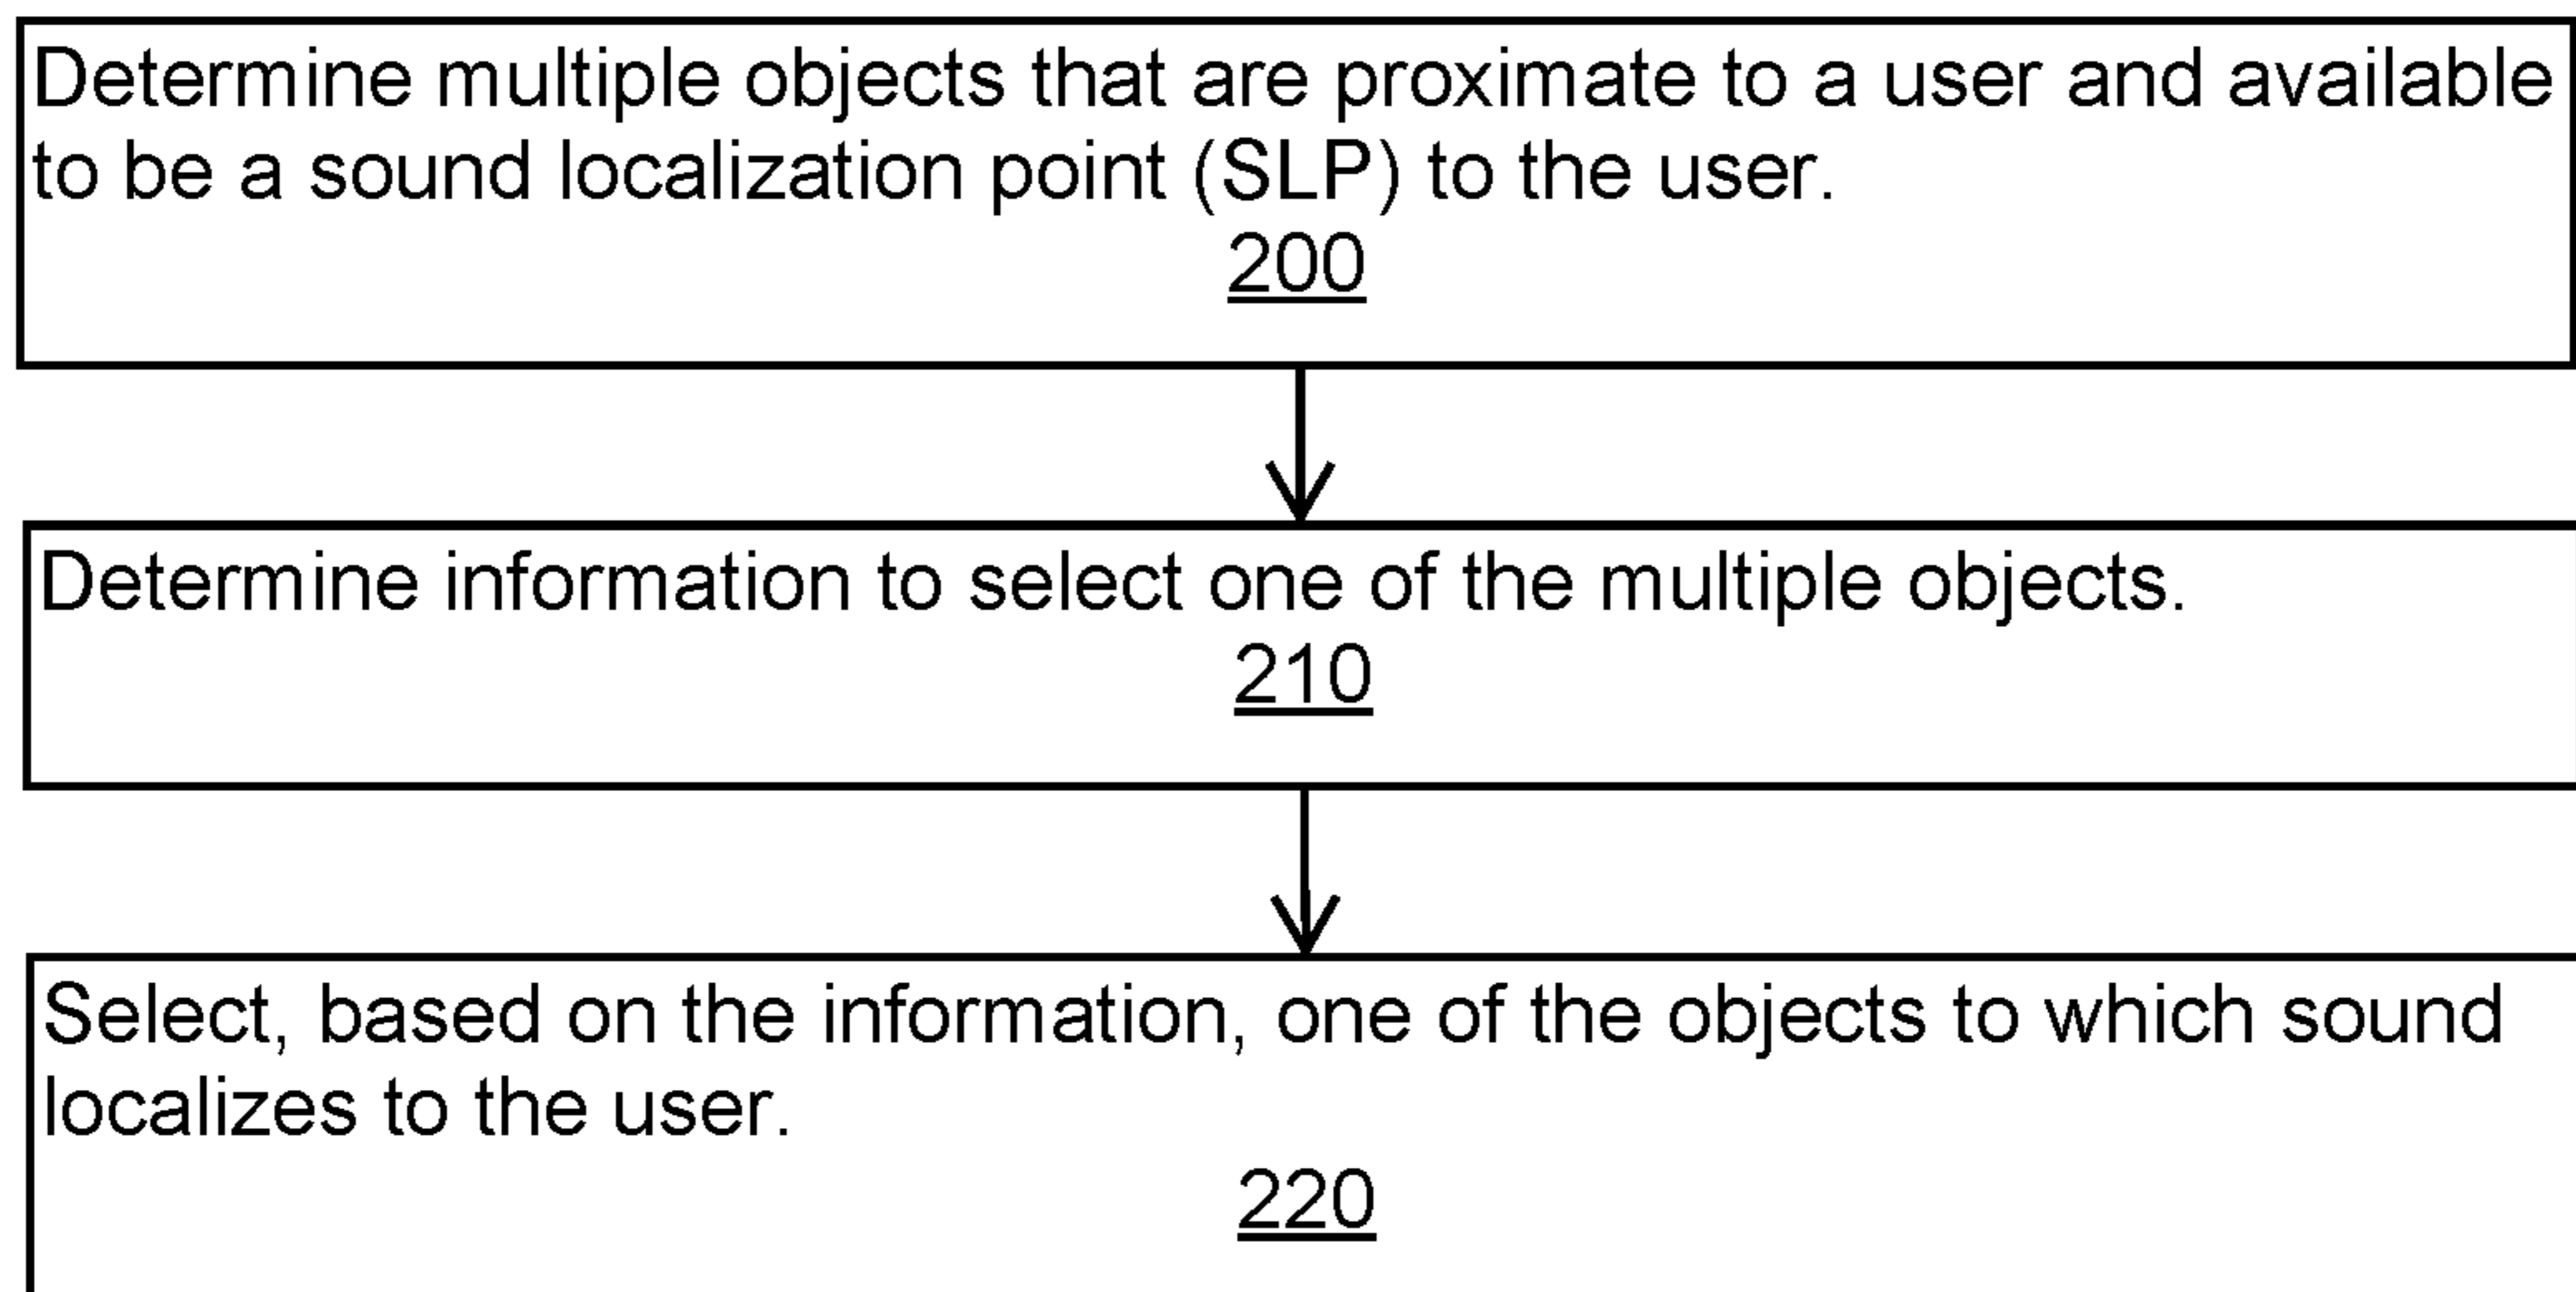 Determine multiple objects that are proximate to a user and available
to be a sound localization point (SLP) to the user.
200
Determine information to select one of the multiple objects.
210
Select, based on the information, one of the objects to which sound
localizes to the user.
220